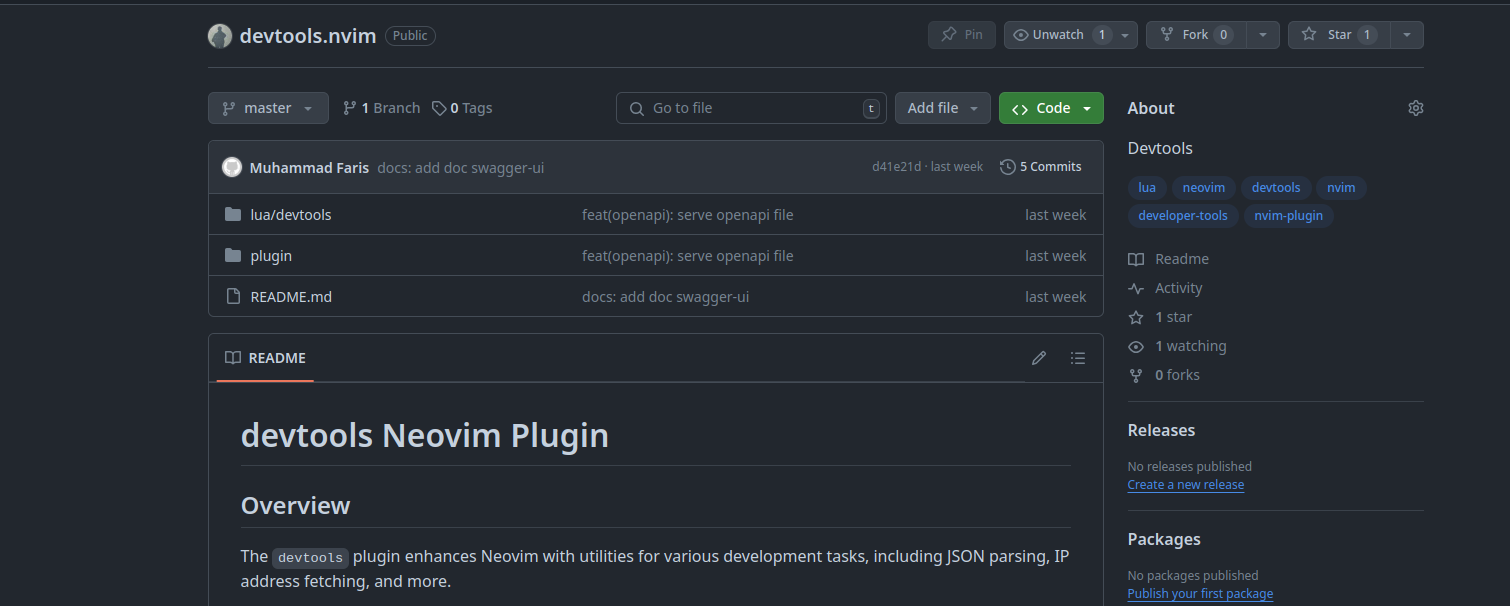 devtools.nvim Public Pin Unwatch 1 Fork 0 Star 1
master 1 Branch 0 Tags Go to file t Add file Code
Muhammad Faris docs: add doc swagger-ui d41e21d · last week 5 Commits
lua/devtools feat(openapi): serve openapi file last week
plugin feat(openapi): serve openapi file last week
README.md docs: add doc swagger-ui last week
README
devtools Neovim Plugin
Overview
The devtools plugin enhances Neovim with utilities for various development tasks, including JSON parsing, IP
address fetching, and more.
About
Devtools
lua neovim devtools nvim
developer-tools nvim-plugin
Readme
Activity
1 star
1 watching
0 forks
Releases
No releases published
Create a new release
Packages
No packages published
Publish your first package